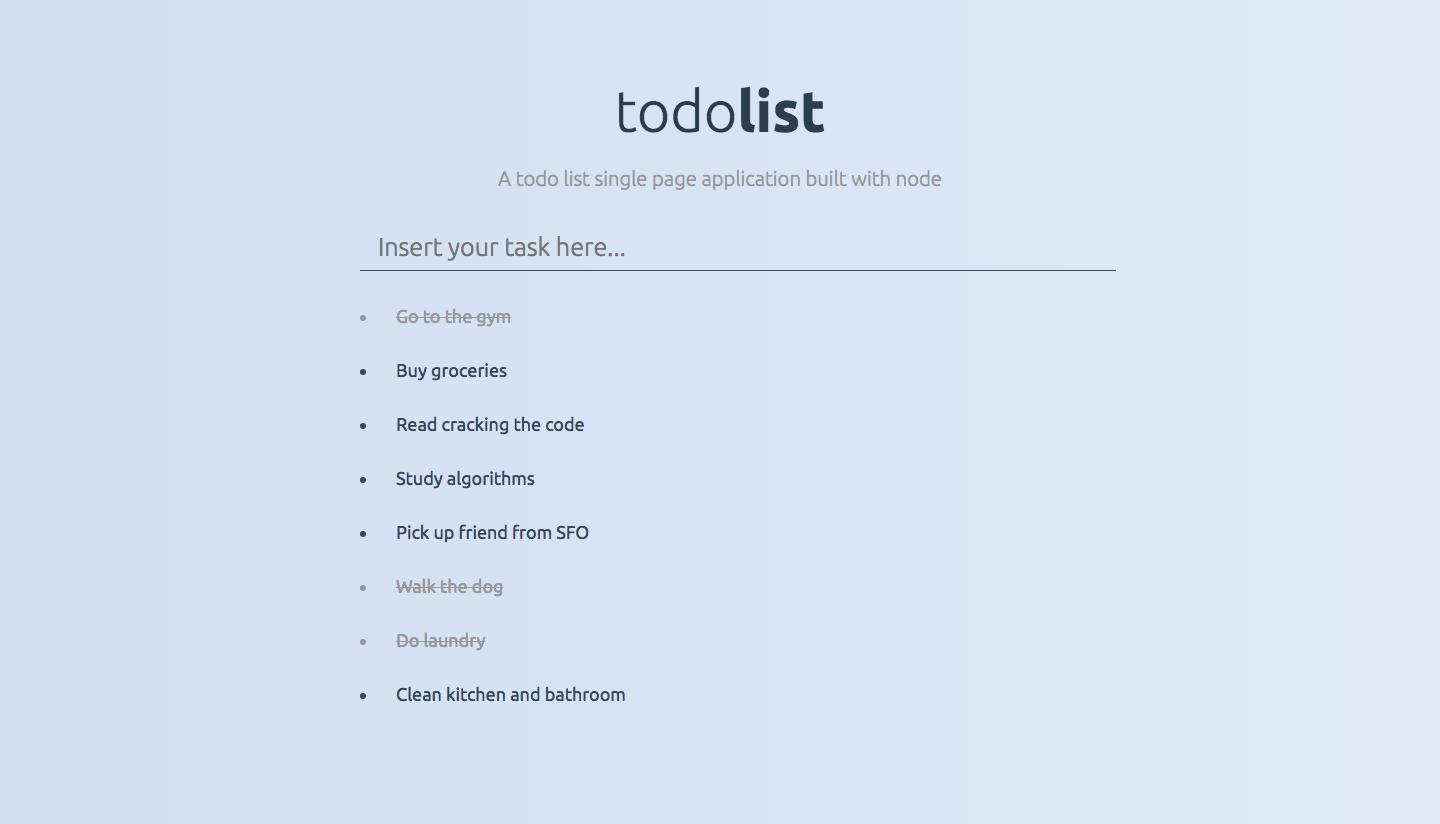 todolist
A todo list single page application built with node
Insert your task here...
Go to the gym
Buy groceries
Read cracking the code
Study algorithms
Pick up friend from SFO
Walk the dog
Do laundry
Clean kitchen and bathroom